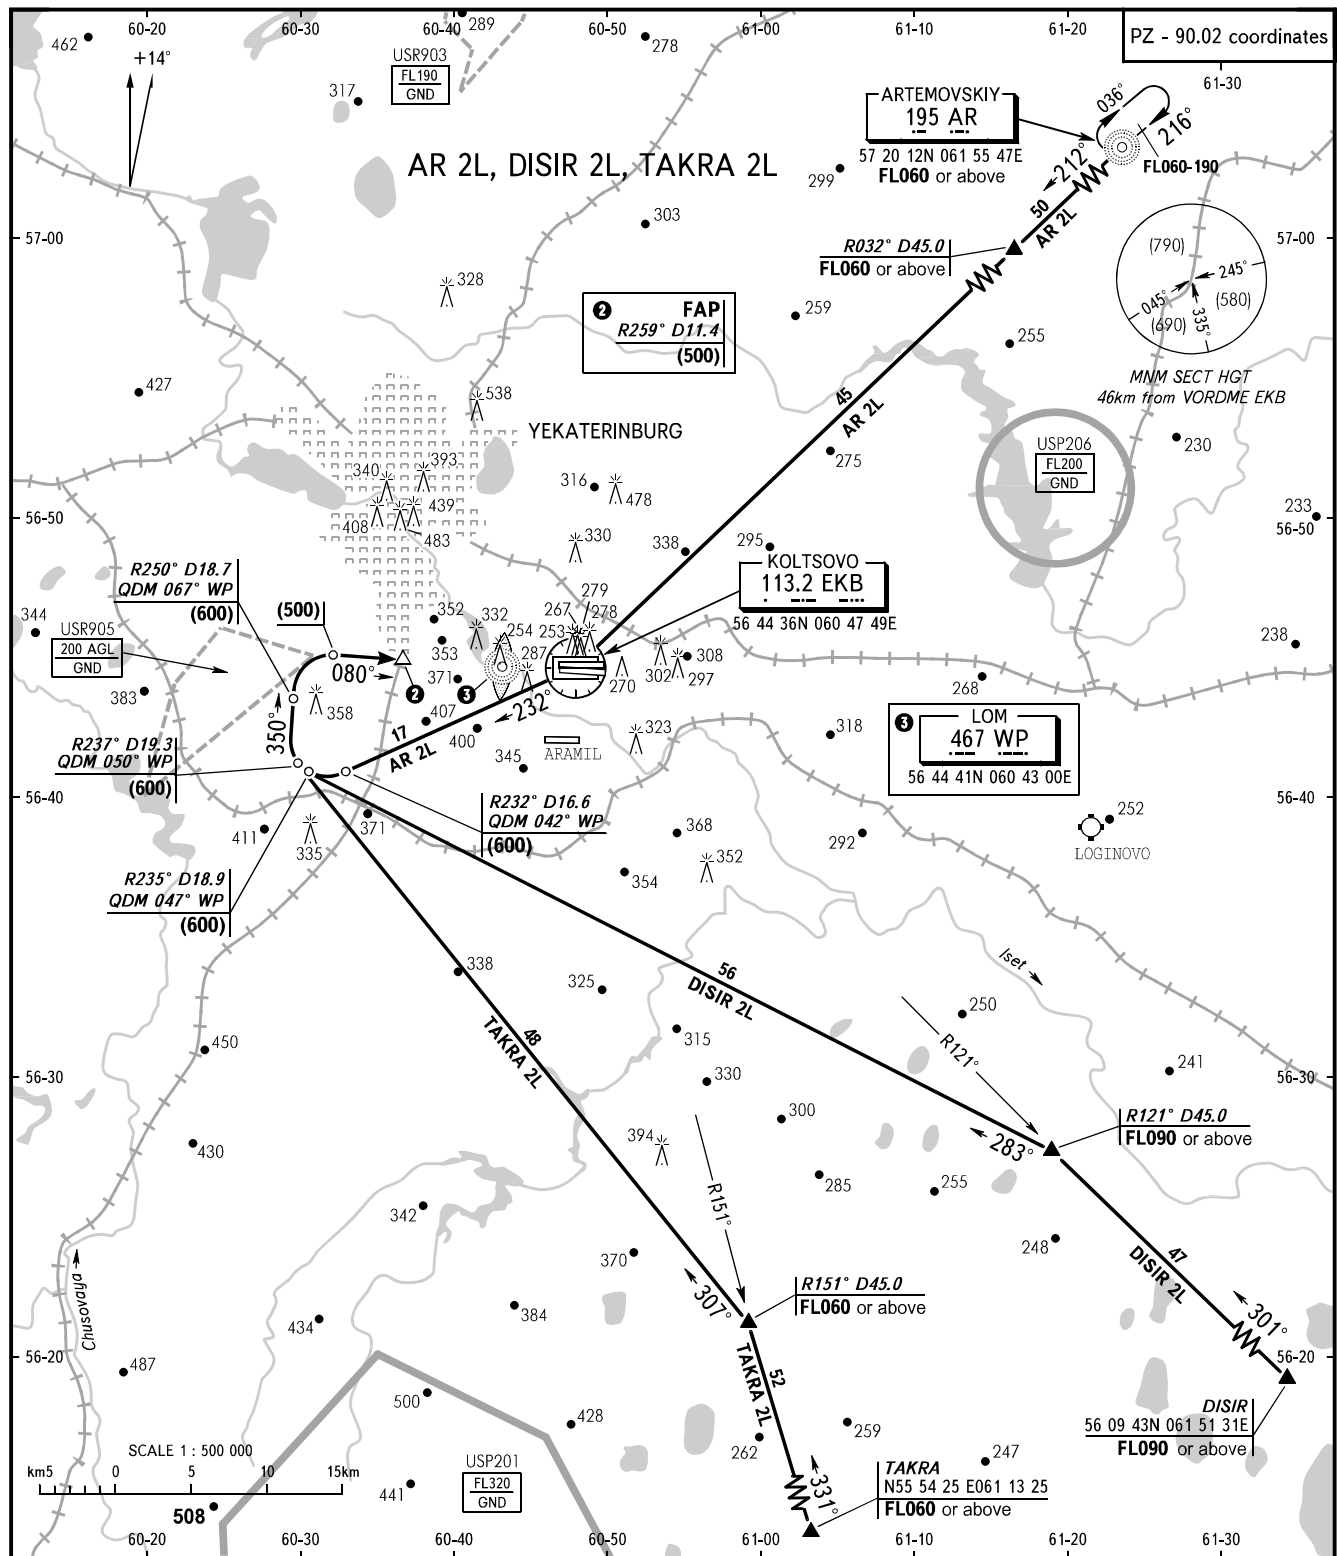 60-20
60-30
60-40
60-50
61-00
61-10
61-20
PZ - 90.02 coordinates
61-30
462
+14°
289
278
USR903
FL190
GND
317
ARTEMOVSKIY
195 AR
57 20 12N 061 55 47E
FL060 or above
036°
216°
212°
FL060-190
AR 2L, DISIR 2L, TAKRA 2L
299
303
50
AR 2L
57-00
57-00
R032° D45.0
FL060 or above
(790)
245°
045°
(580)
(690)
335°
MNM SECT HGT
46km from VORDME EKB
328
2
FAP
R259° D11.4
(500)
259
255
427
538
45
AR 2L
YEKATERINBURG
230
USP206
FL200
GND
275
340
393
316
478
439
408
483
233
56-50
56-50
330
338
295
KOLTSOVO
113.2 EKB
56 44 36N 060 47 49E
R250° D18.7
QDM 067° WP
(600)
(500)
344
USR905
200 AGL
GND
352
332
279
267
278
254
253
353
287
371
3
308
302
297
270
238
268
080°
2
383
358
350°
407
232°
400
17
AR 2L
323
318
3
LOM
467 WP
56 44 41N 060 43 00E
R237° D19.3
QDM 050° WP
(600)
345
ARAMIL
56-40
56-40
R232° D16.6
QDM 042° WP
(600)
371
411
335
368
292
252
LOGINOVO
352
354
R235° D18.9
QDM 047° WP
(600)
338
325
56
DISIR 2L
Iset
250
R121°
48
TAKRA 2L
315
450
330
241
56-30
56-30
300
R121° D45.0
FL090 or above
283°
430
394
285
255
R151°
342
370
248
47
DISIR 2L
Chusovaya
307°
R151° D45.0
FL060 or above
384
434
301°
56-20
56-20
487
52
TAKRA 2L
500
428
259
DISIR
56 09 43N 061 51 31E
FL090 or above
262
247
SCALE 1 : 500 000
km5
0
5
10
15km
USP201
FL320
GND
331°
TAKRA
N55 54 25 E061 13 25
FL060 or above
441
508
60-20
60-30
60-40
60-50
61-00
61-10
61-20
61-30